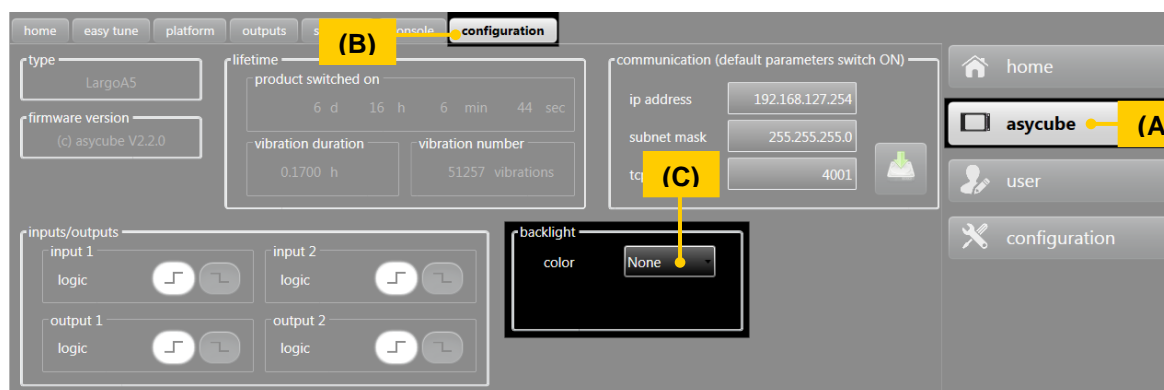 home easy tune platform outputs console configuration
(B)
type
LargoA5
firmware version
(c) asycube V2.2.0
lifetime
product switched on
6 d 16 h 6 min 44 sec
vibration duration
0.1700 h
vibration number
51257 vibrations
communication (default parameters switch ON)
ip address 192.168.127.254
subnet mask 255.255.255.0
4001
(C)
inputs/outputs
input 1
logic
input 2
logic
output 1
logic
output 2
logic
backlight
color None
home
asycube
(A
user
configuration